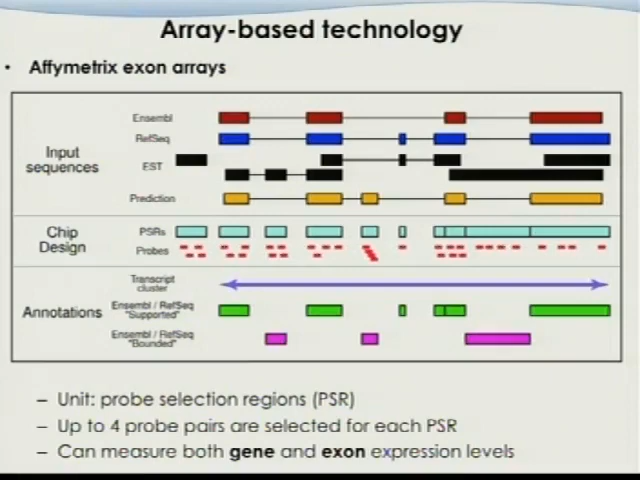 Array-based technology
• Affymetrix exon arrays
Input sequences
Ensembl
RefSeq
EST
Prediction
Chip Design
PSRs
Probes
Annotations
Transcript cluster
Ensembl / RefSeq "Supported"
Ensembl / RefSeq "Bounded"
– Unit: probe selection regions (PSR)
– Up to 4 probe pairs are selected for each PSR
– Can measure both gene and exon expression levels